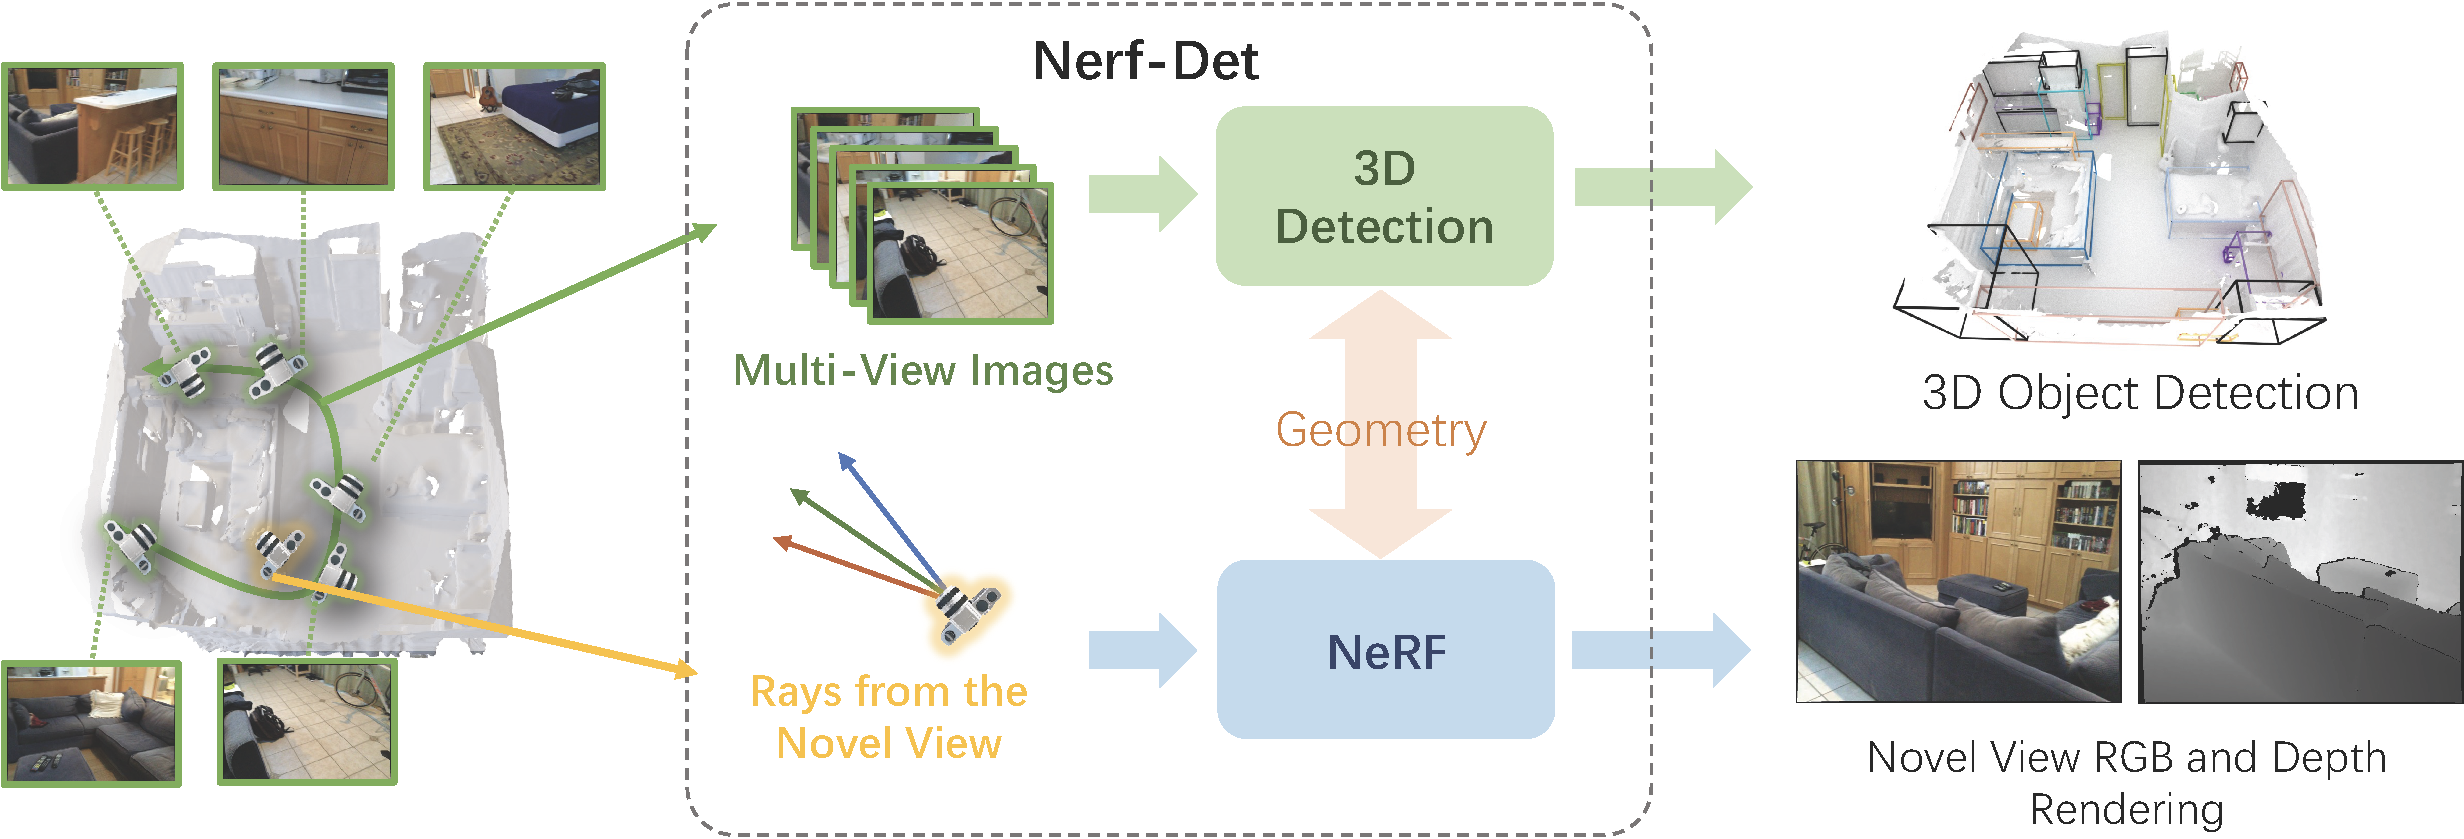 Nerf-Det
3D
Detection
Multi-View Images
Geometry
3D Object Detection
NeRF
Rays from the
Novel View
Novel View RGB and Depth
Rendering